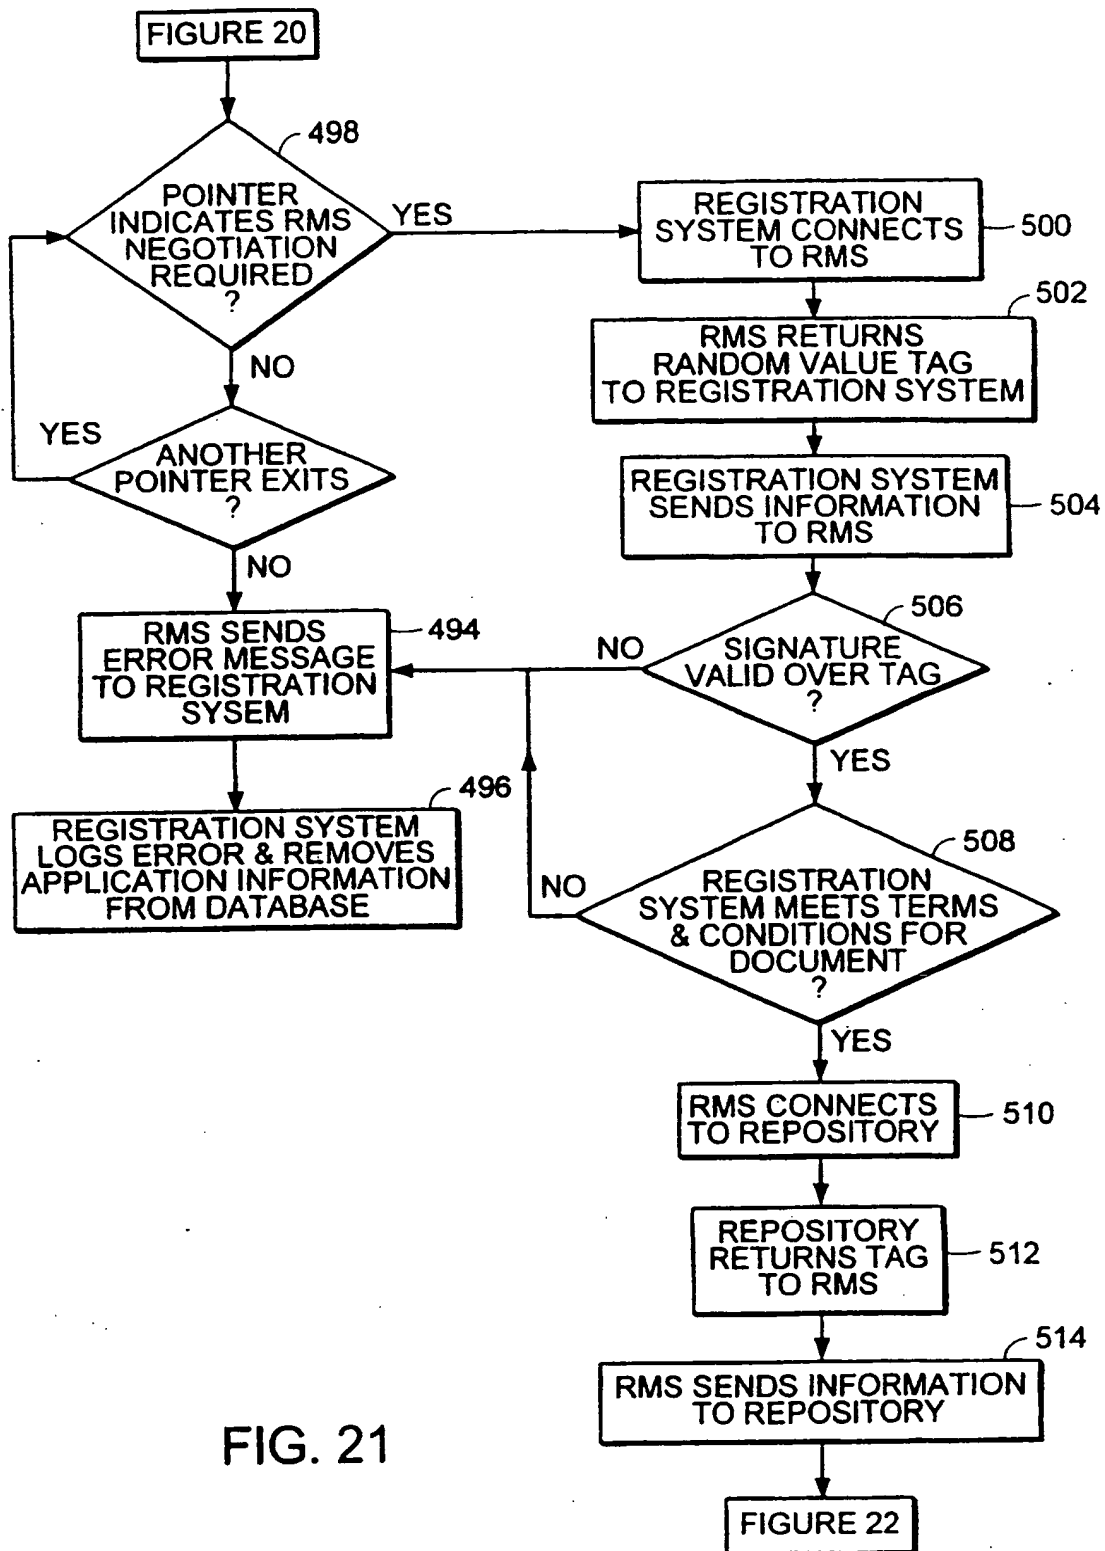 FIGURE 20
498
POINTER
INDICATES RMS
NEGOTIATION
REQUIRED
?
YES
NO
YES
ANOTHER
POINTER EXITS
?
NO
RMS SENDS
ERROR MESSAGE
TO REGISTRATION
SYSEM
494
496
REGISTRATION SYSTEM
LOGS ERROR & REMOVES
APPLICATION INFORMATION
FROM DATABASE
REGISTRATION
SYSTEM CONNECTS
TO RMS
500
502
RMS RETURNS
RANDOM VALUE TAG
TO REGISTRATION SYSTEM
REGISTRATION SYSTEM
SENDS INFORMATION
TO RMS
504
506
SIGNATURE
VALID OVER TAG
?
NO
YES
508
REGISTRATION
SYSTEM MEETS TERMS
& CONDITIONS FOR
DOCUMENT
?
NO
YES
RMS CONNECTS
TO REPOSITORY
510
REPOSITORY
RETURNS TAG
TO RMS
512
514
RMS SENDS INFORMATION
TO REPOSITORY
FIGURE 22
FIG. 21